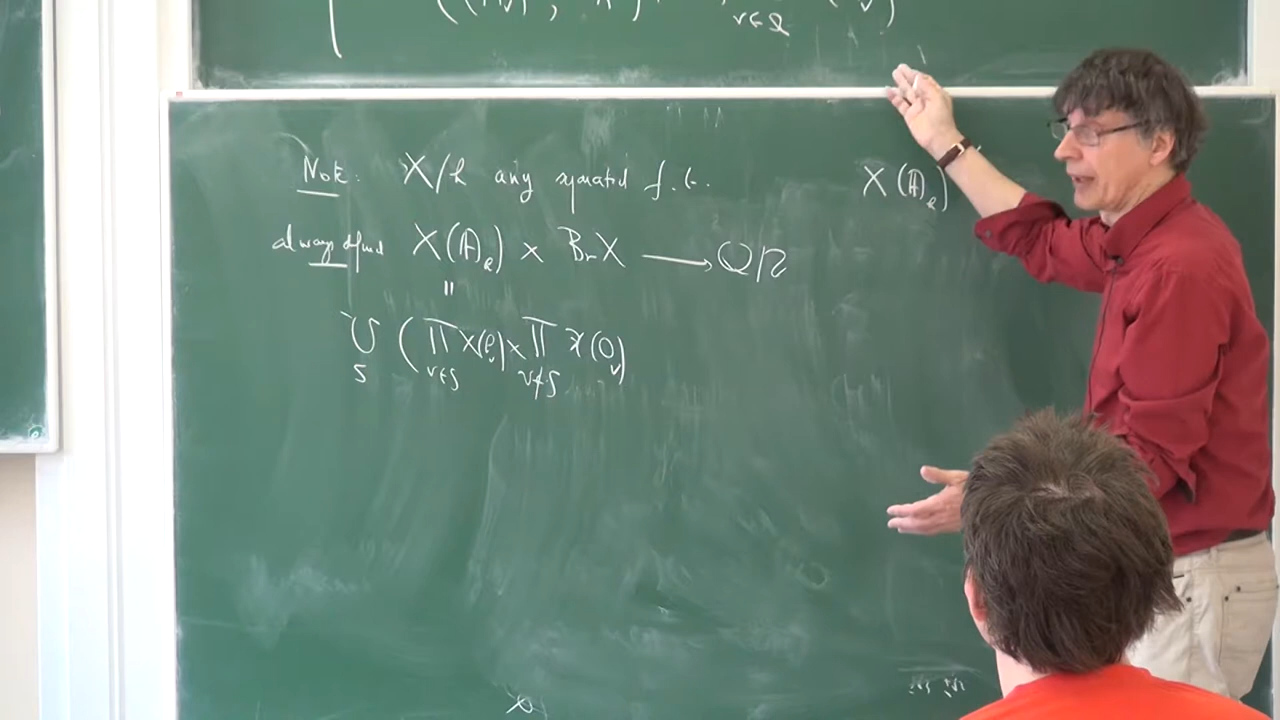 v∈Ω
Note: X/k any separated f.t.
X(𝔸_k)
always defined X(𝔸_k) × Br X ⟶ Q/Z
=
∪_S (∏_{v∈S} X(k_v) × ∏_{v∉S} 𝒳(O_v))